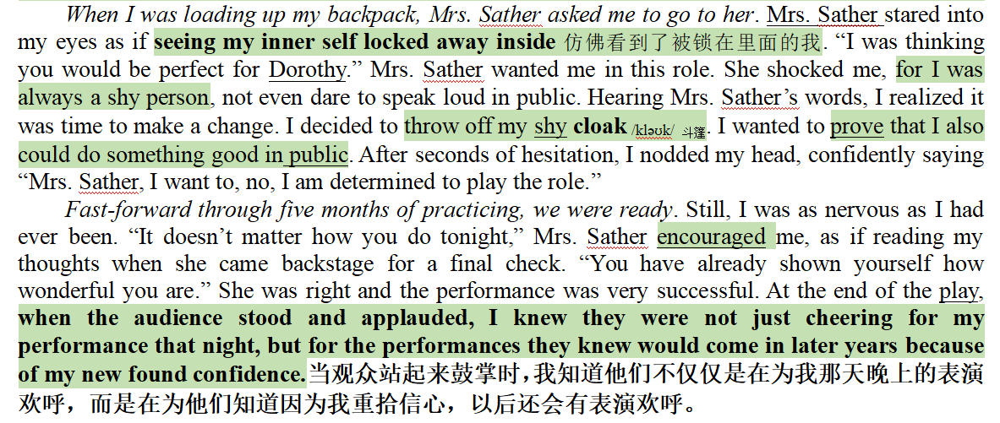 When I was loading up my backpack, Mrs. Sather asked me to go to her. Mrs. Sather stared into
my eyes as if seeing my inner self locked away inside 仿佛看到了被锁在里面的我. “I was thinking
you would be perfect for Dorothy.” Mrs. Sather wanted me in this role. She shocked me, for I was
always a shy person, not even dare to speak loud in public. Hearing Mrs. Sather’s words, I realized it
was time to make a change. I decided to throw off my shy cloak /kləʊk/ 斗篷. I wanted to prove that I also
could do something good in public. After seconds of hesitation, I nodded my head, confidently saying
“Mrs. Sather, I want to, no, I am determined to play the role.”
Fast-forward through five months of practicing, we were ready. Still, I was as nervous as I had
ever been. “It doesn’t matter how you do tonight,” Mrs. Sather encouraged me, as if reading my
thoughts when she came backstage for a final check. “You have already shown yourself how
wonderful you are.” She was right and the performance was very successful. At the end of the play,
when the audience stood and applauded, I knew they were not just cheering for my
performance that night, but for the performances they knew would come in later years because
of my new found confidence.当观众站起来鼓掌时，我知道他们不仅仅是在为我那天晚上的表演
欢呼，而是在为他们知道因为我重拾信心，以后还会有表演欢呼。